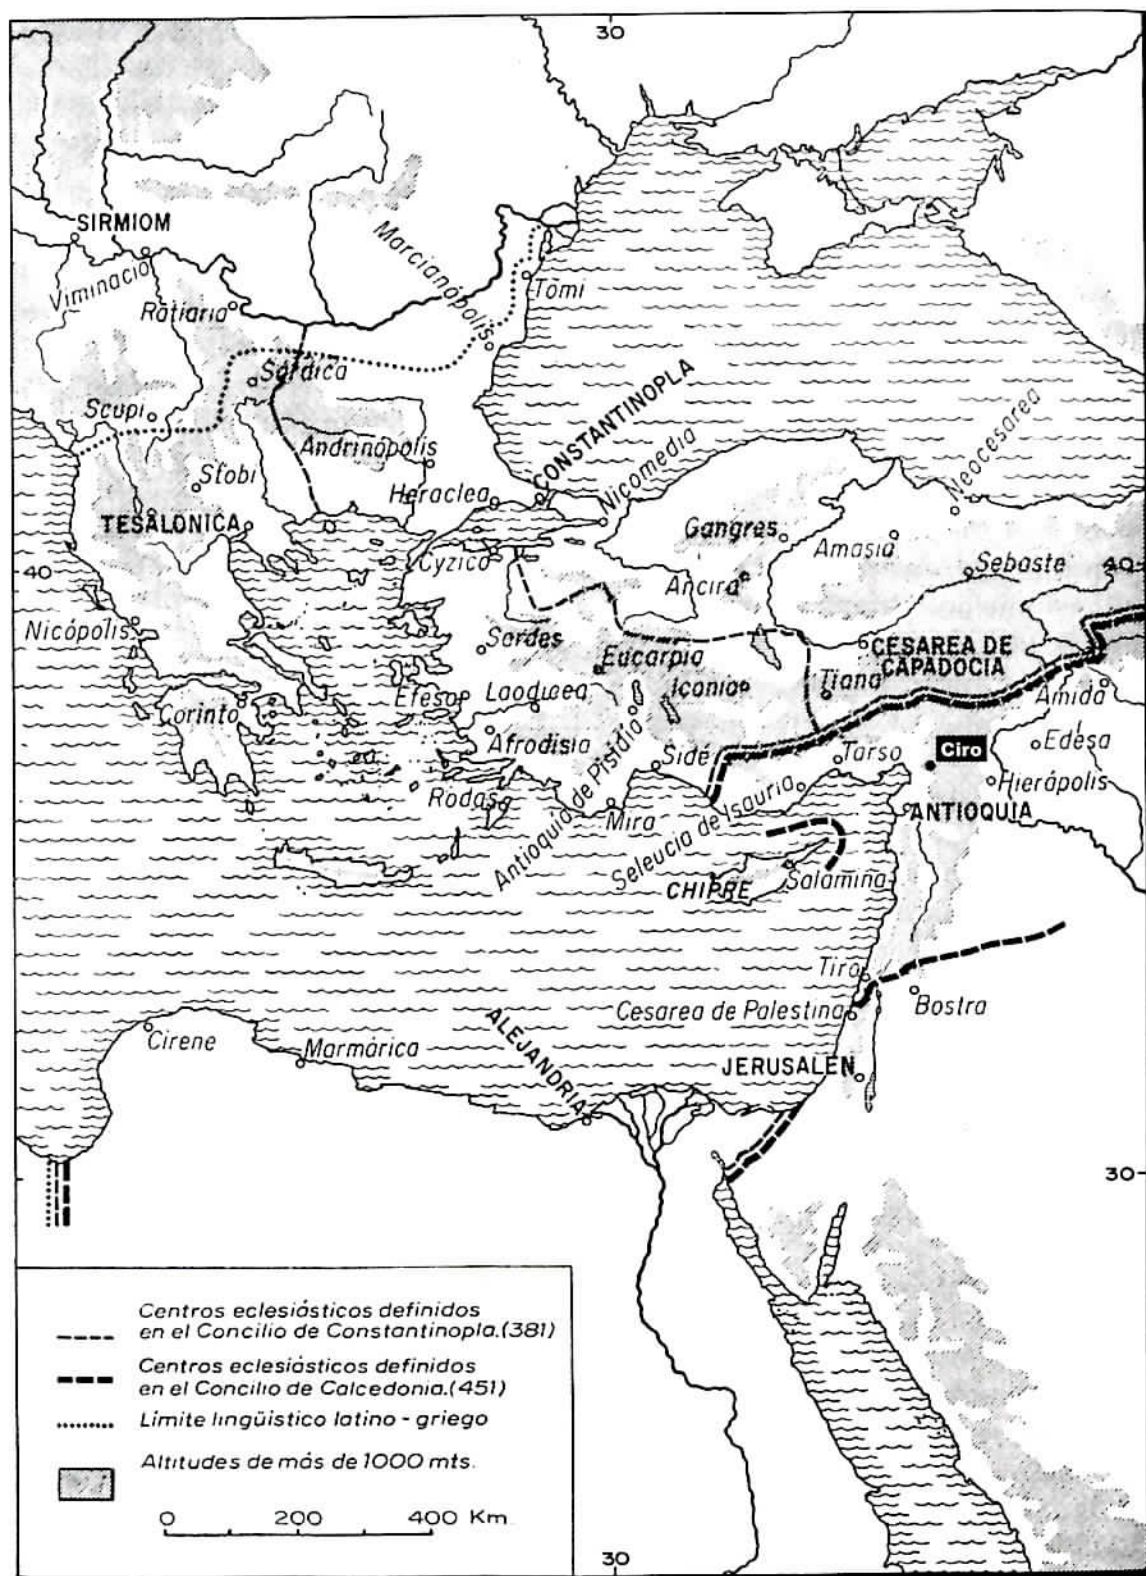 30
SIRMIOM
Viminacio
Ratiaria
Marcianópolis
Tomi
Sárdica
Scupi
Andrinópolis
Stobi
Heraclea
CONSTANTINOPLA
Nicomedia
Neocesarea
TESALONICA
Gangres
Amasia
Cyzico
Sebaste
40
40
Ancira
Nicópolis
Sardes
Eucarpia
CESAREA DE
CAPADOCIA
Efeso
Laodicea
Iconio
Tiana
Amida
Corinto
Afrodisia
Antioquia de Pisidia
Sidé
Tarso
Ciro
Edesa
Hierápolis
Rodas
Mira
Seleucia de Isauria
ANTIOQUIA
CHIPRE
Salamina
Tiro
Bostra
Cesarea de Palestina
Cirene
Marmárica
ALEJANDRIA
JERUSALEN
30
Centros eclesiásticos definidos
en el Concilio de Constantinopla.(381)
Centros eclesiásticos definidos
en el Concilio de Calcedonia.(451)
Límite lingüistico latino - griego
Altitudes de más de 1000 mts.
0 200 400 Km.
30